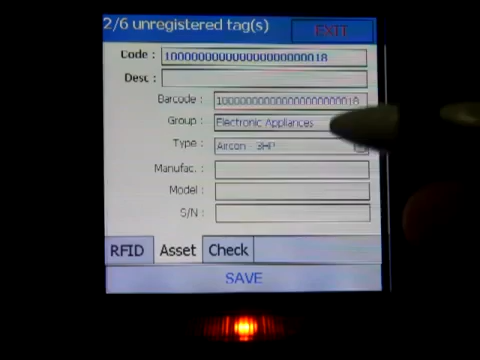 2/6 unregistered tag(s)
EXIT
Code : 100000000000000000000018
Desc :
Barcode : 100000000000000000000018
Group : Electronic Appliances
Type : Aircon 3HP
Manufac. :
Model :
S/N :
RFID Asset Check
SAVE